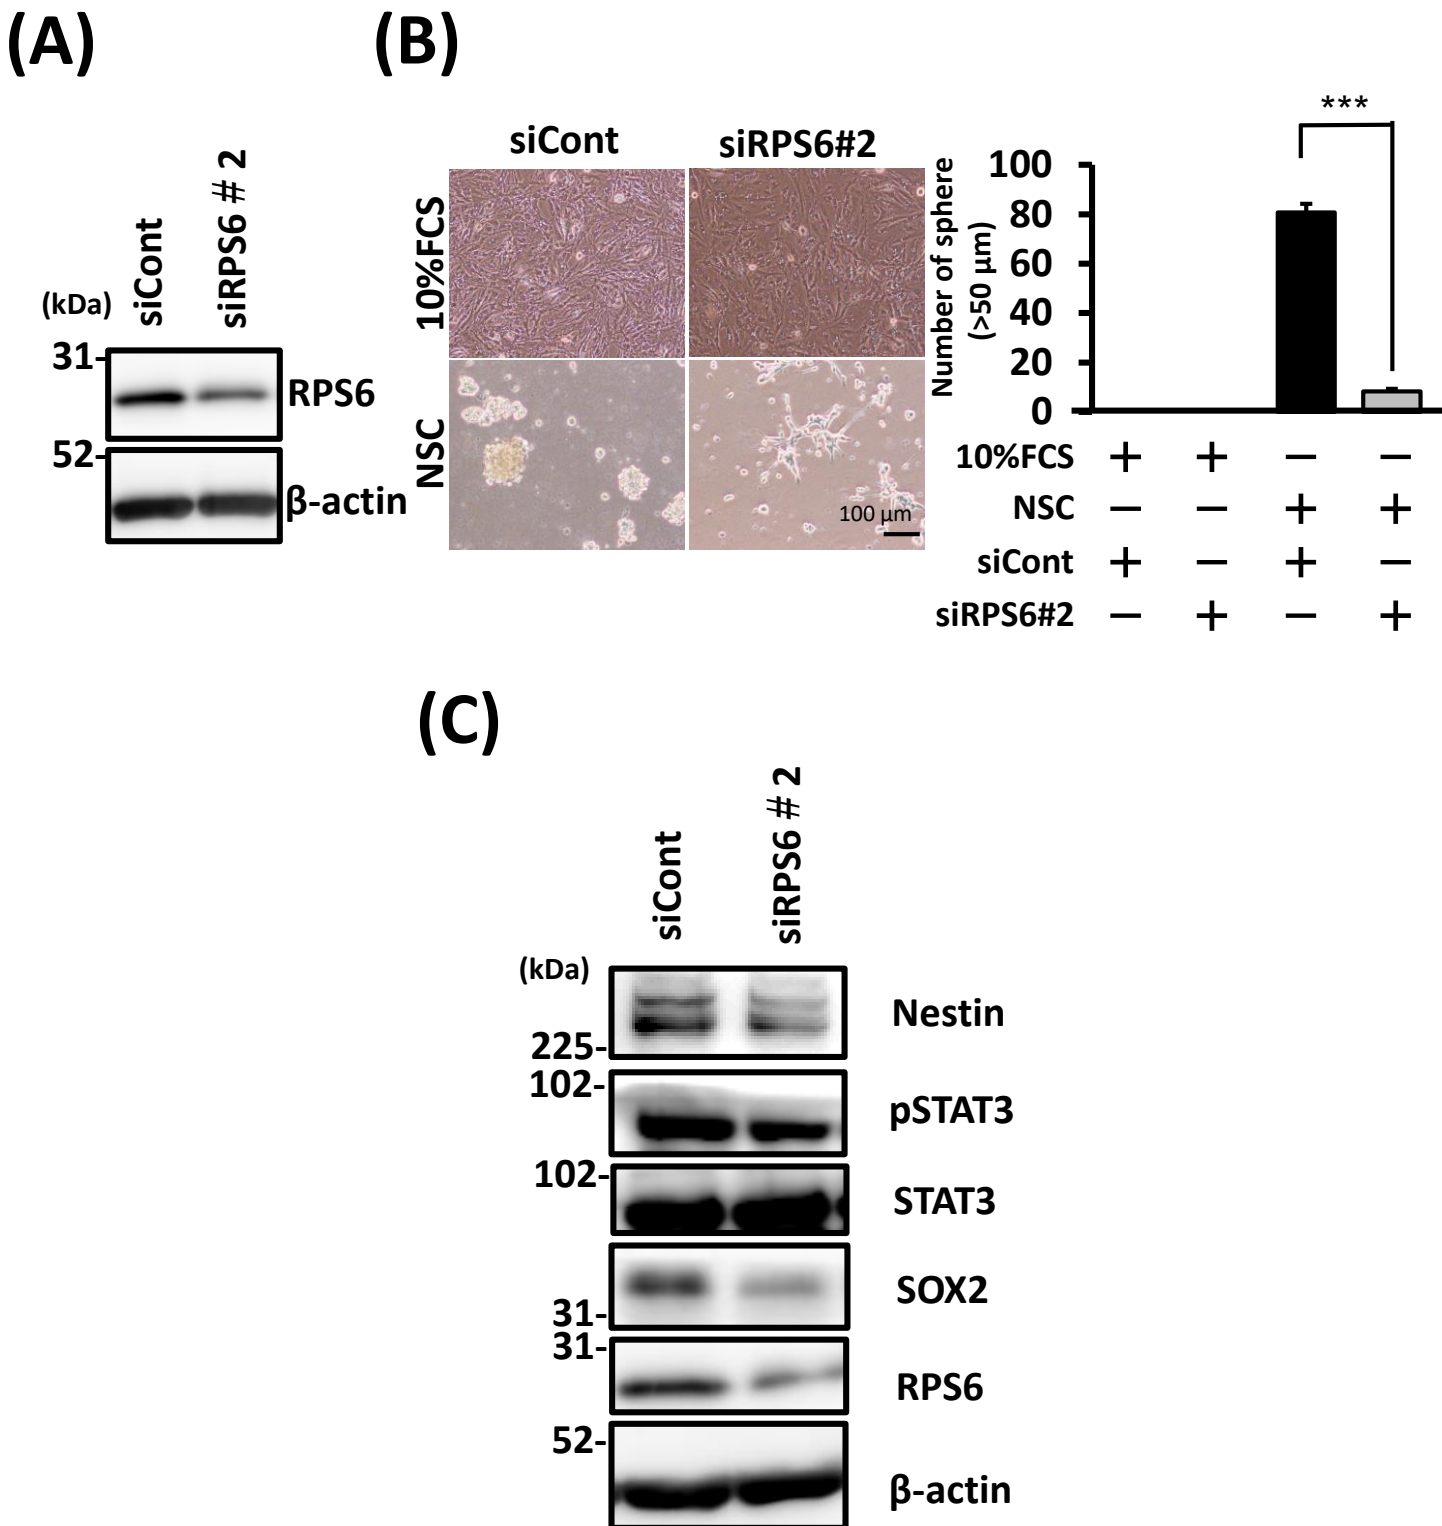 (A)
siCont
siRPS6 # 2
(kDa)
31-
RPS6
52-
β-actin
(B)
siCont
siRPS6#2
10%FCS
NSC
100 μm
Number of sphere
(>50 μm)
***
100
80
60
40
20
0
10%FCS + + − −
NSC − − + +
siCont + − + −
siRPS6#2 − + − +
(C)
siCont
siRPS6 # 2
(kDa)
225-
Nestin
102-
pSTAT3
102-
STAT3
31-
SOX2
31-
RPS6
52-
β-actin